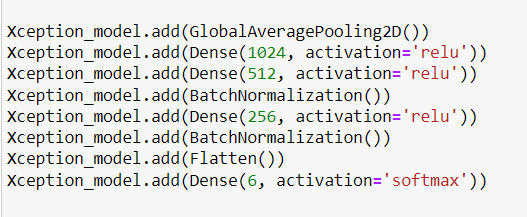 Xception_model.add(GlobalAveragePooling2D())
Xception_model.add(Dense(1024, activation='relu'))
Xception_model.add(Dense(512, activation='relu'))
Xception_model.add(BatchNormalization())
Xception_model.add(Dense(256, activation='relu'))
Xception_model.add(BatchNormalization())
Xception_model.add(Flatten())
Xception_model.add(Dense(6, activation='softmax'))